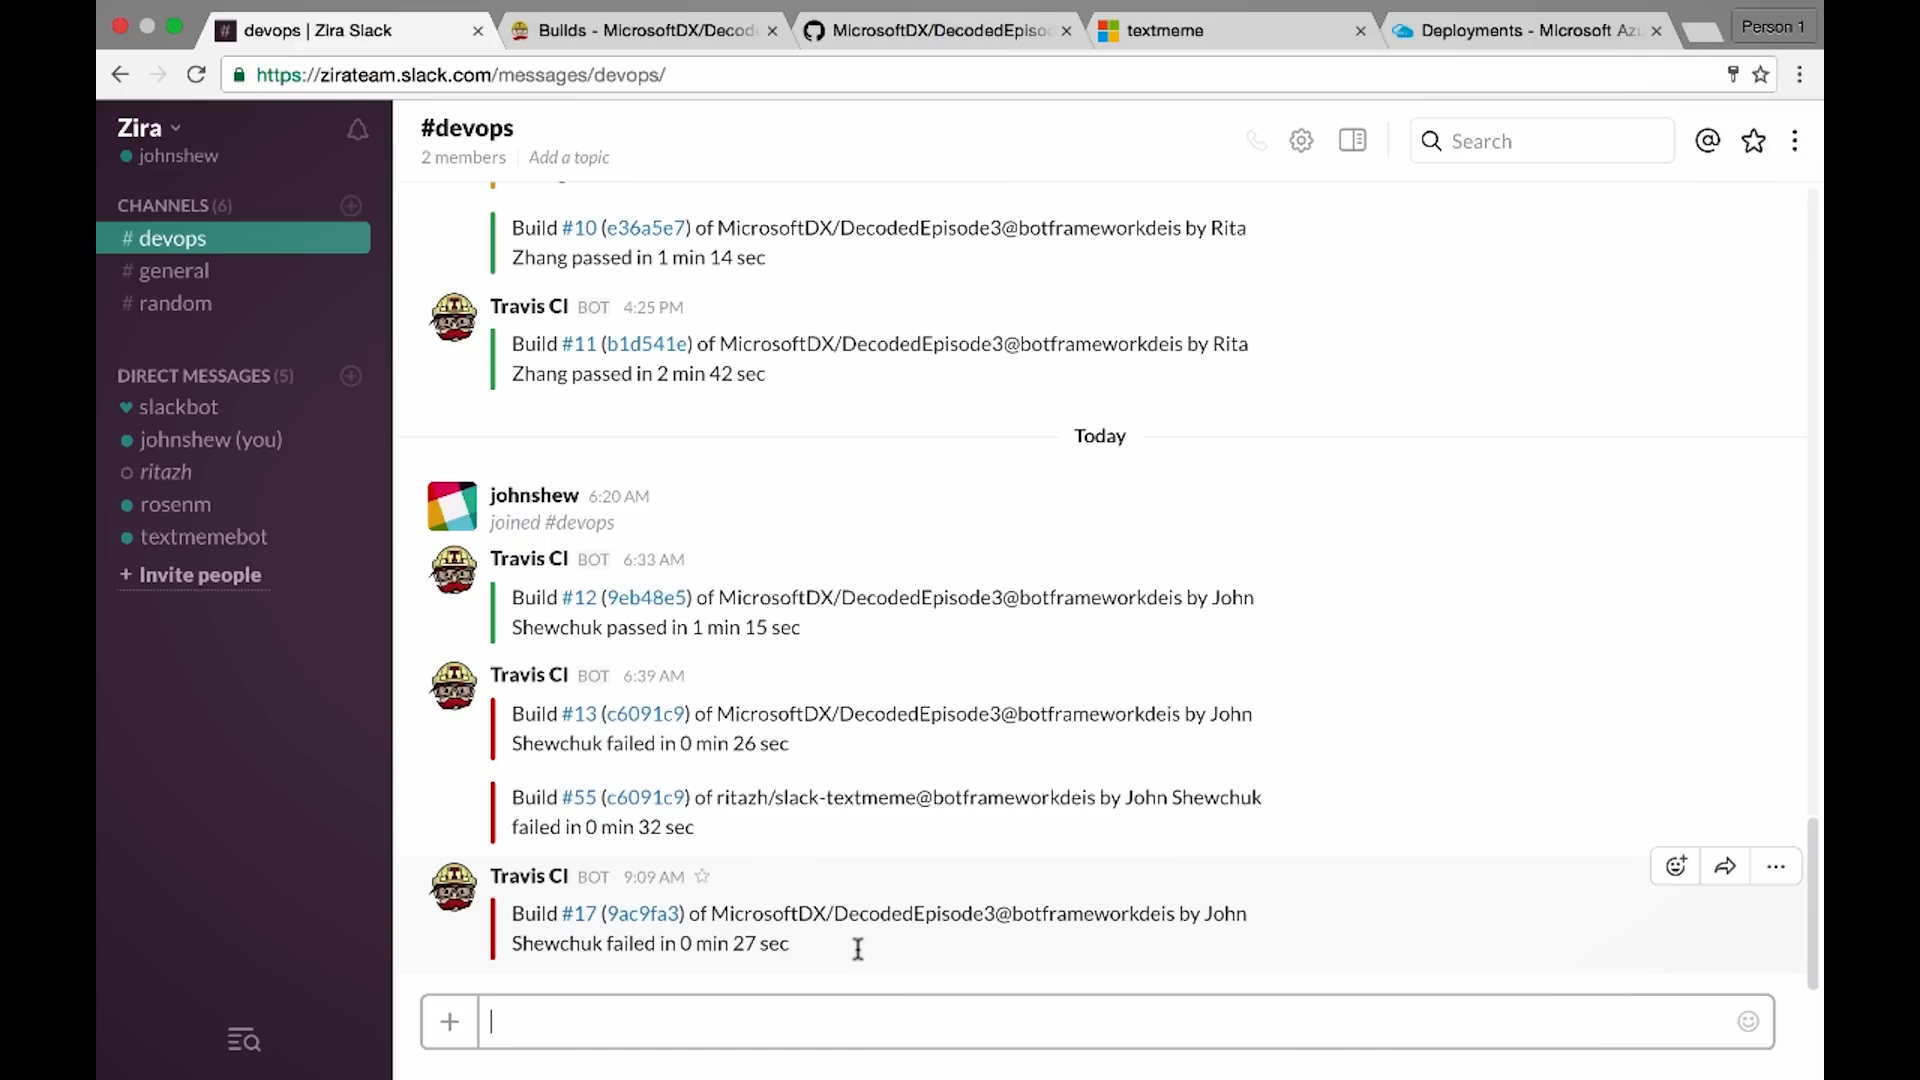 devops | Zira Slack
Builds - MicrosoftDX/Decod
MicrosoftDX/DecodedEpiso
textmeme
Deployments - Microsoft Az
Person 1
https://zirateam.slack.com/messages/devops/
Zira
johnshew
CHANNELS (6)
# devops
# general
# random
DIRECT MESSAGES (5)
slackbot
johnshew (you)
ritazh
rosenm
textmemebot
+ Invite people
#devops
2 members
Add a topic
Search
Build #10 (e36a5e7) of MicrosoftDX/DecodedEpisode3@botframeworkdeis by Rita
Zhang passed in 1 min 14 sec
Travis CI BOT 4:25 PM
Build #11 (b1d541e) of MicrosoftDX/DecodedEpisode3@botframeworkdeis by Rita
Zhang passed in 2 min 42 sec
Today
johnshew 6:20 AM
joined #devops
Travis CI BOT 6:33 AM
Build #12 (9eb48e5) of MicrosoftDX/DecodedEpisode3@botframeworkdeis by John
Shewchuk passed in 1 min 15 sec
Travis CI BOT 6:39 AM
Build #13 (c6091c9) of MicrosoftDX/DecodedEpisode3@botframeworkdeis by John
Shewchuk failed in 0 min 26 sec
Build #55 (c6091c9) of ritazh/slack-textmeme@botframeworkdeis by John Shewchuk
failed in 0 min 32 sec
Travis CI BOT 9:09 AM
Build #17 (9ac9fa3) of MicrosoftDX/DecodedEpisode3@botframeworkdeis by John
Shewchuk failed in 0 min 27 sec